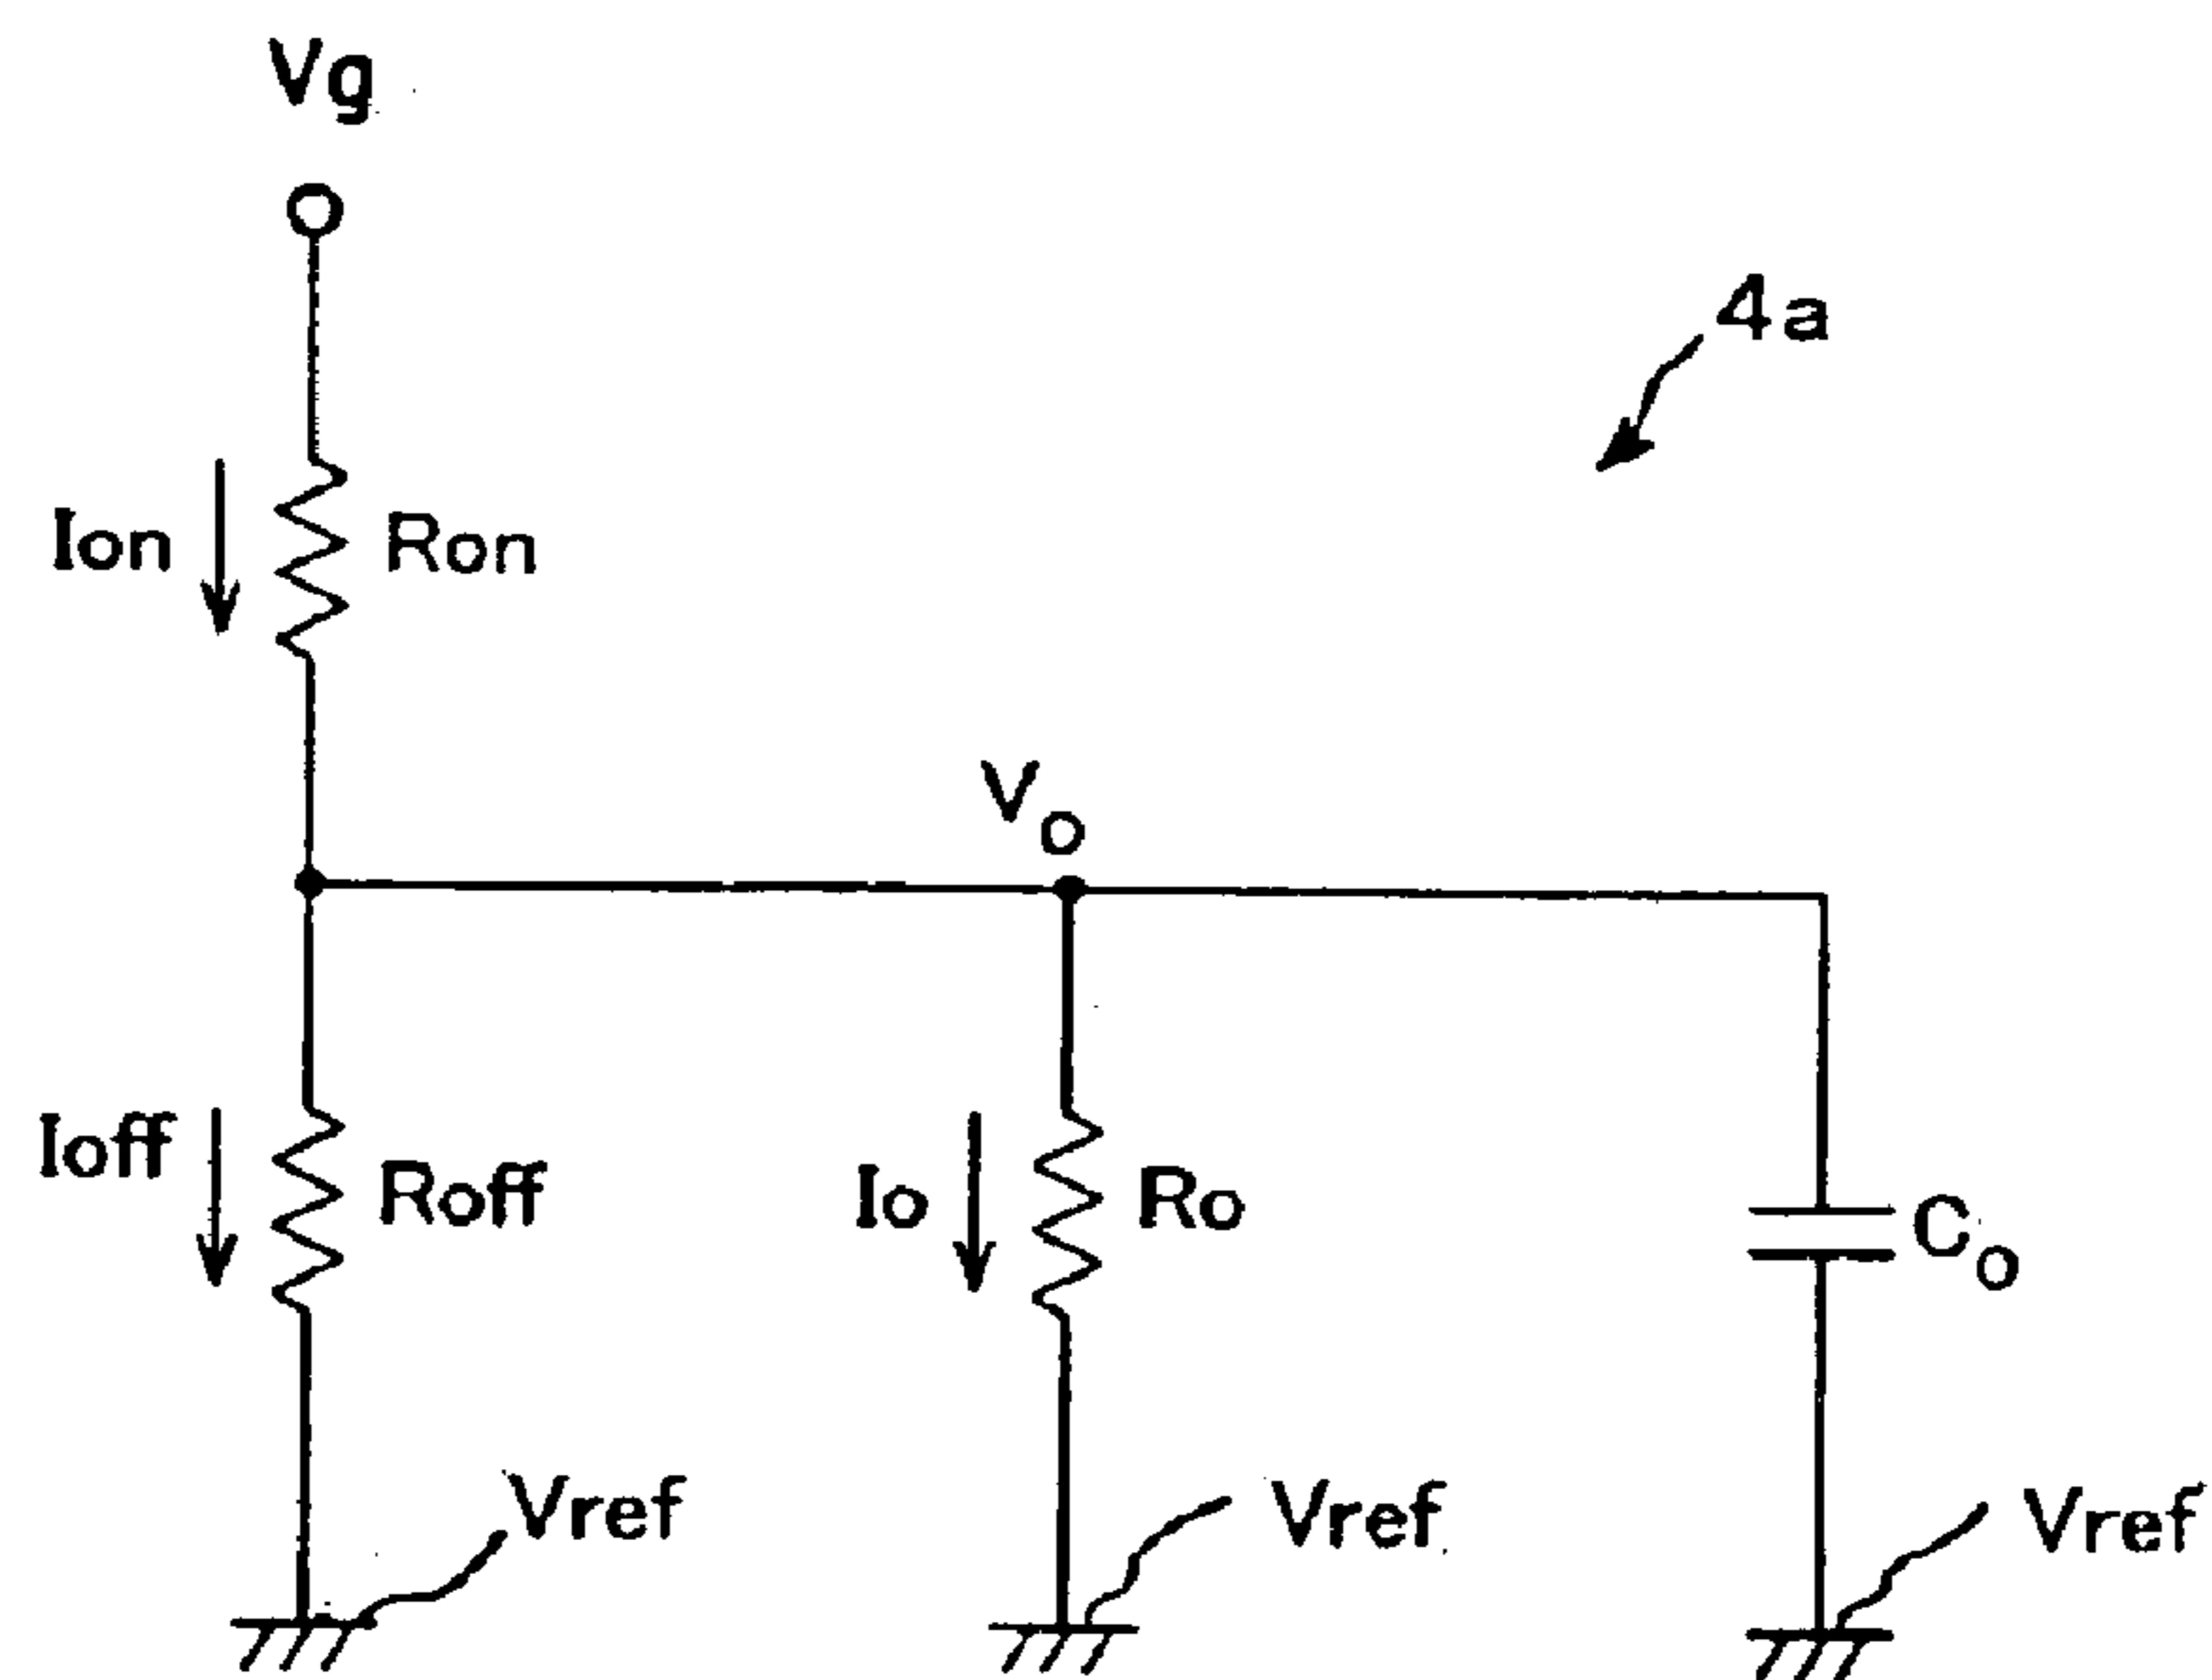 Vg
4a
Ion
Ron
Vo
Ioff
Roff
Io
Ro
Co
Vref
Vref
Vref